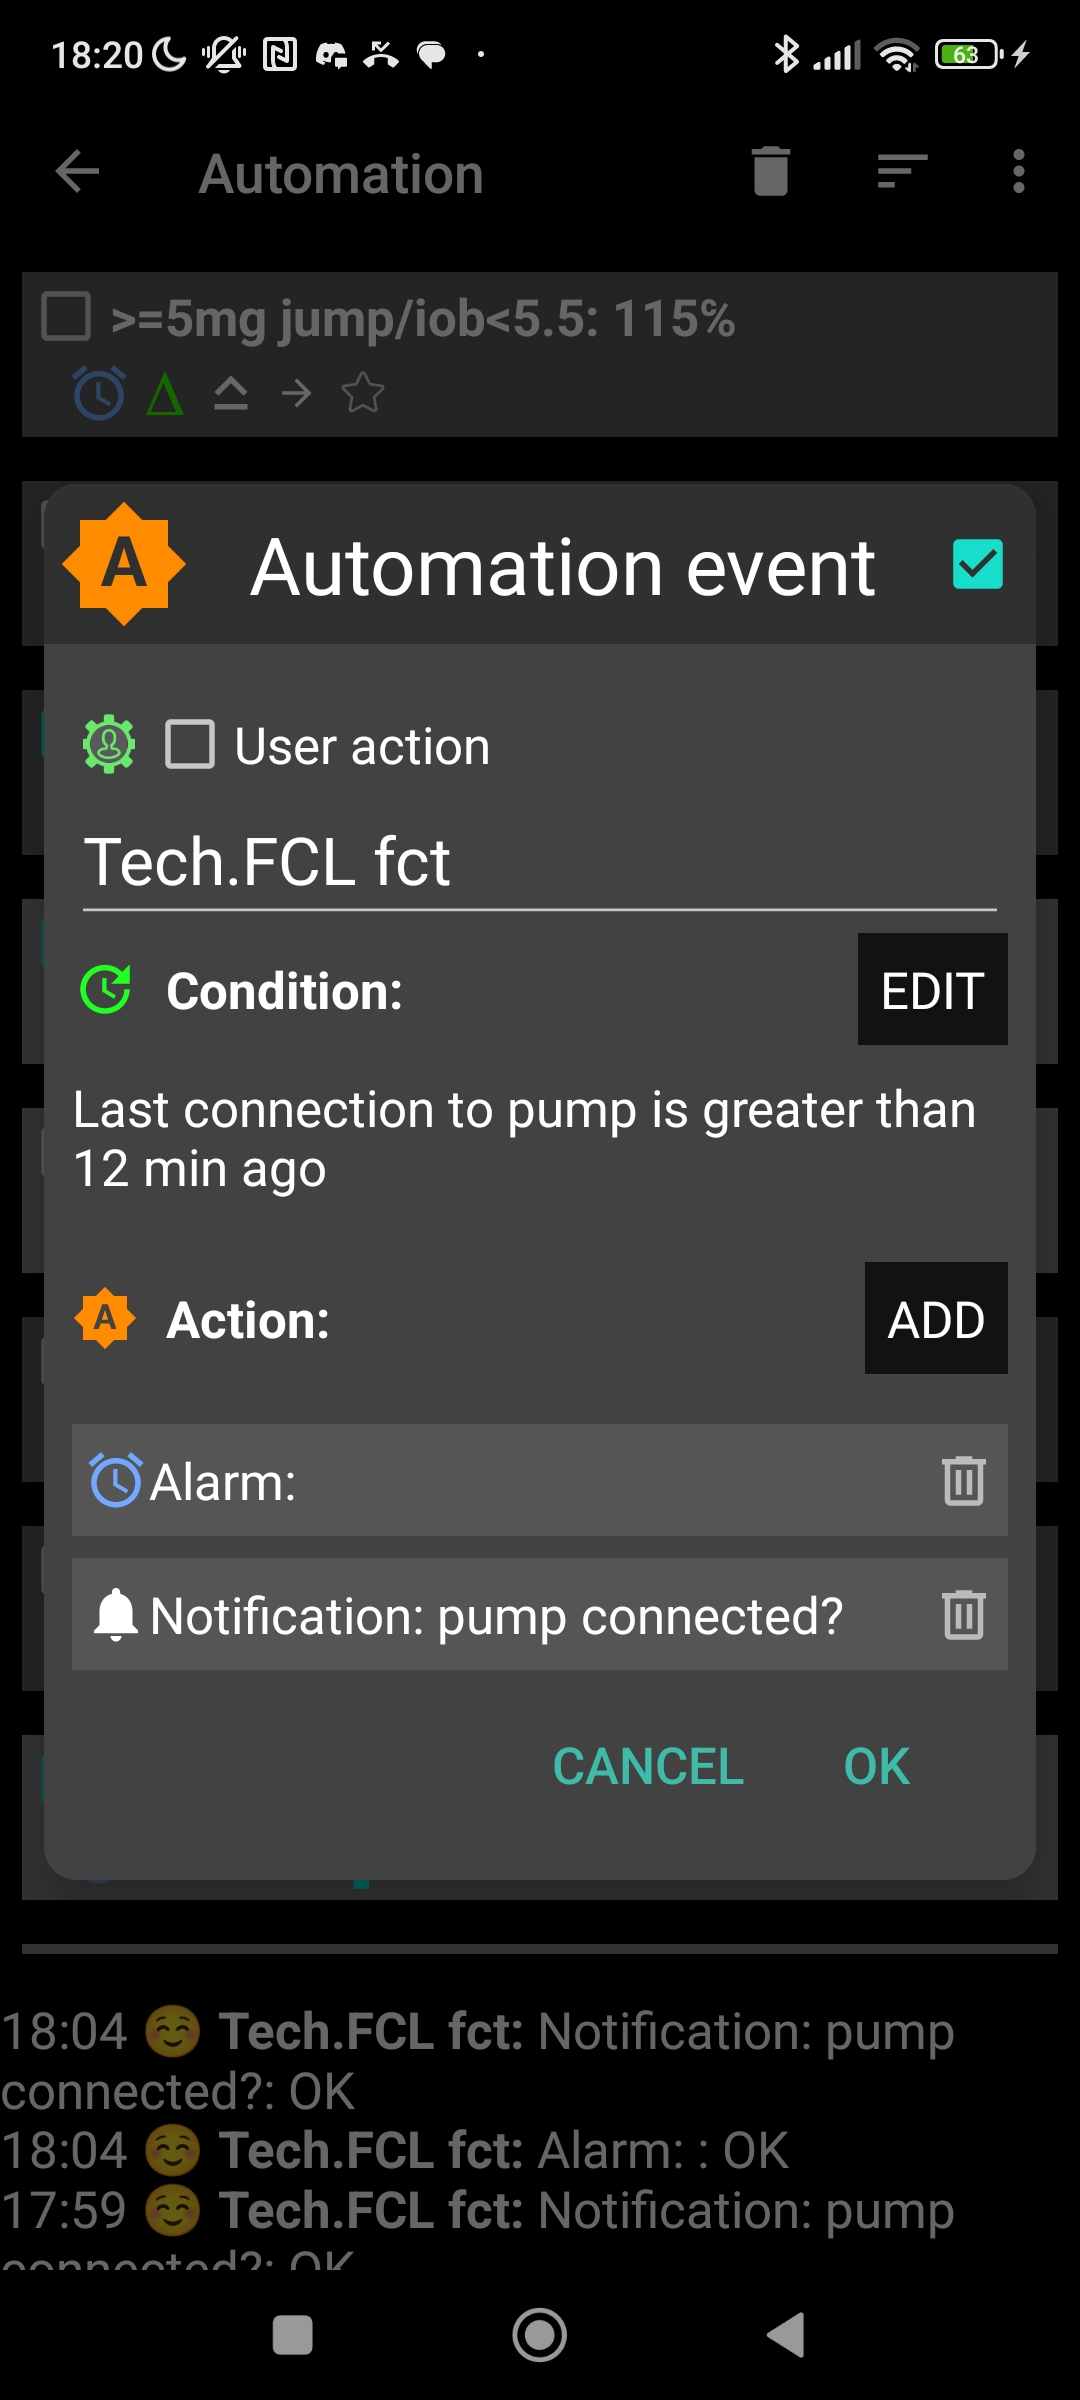 18:20
63
Automation
>=5mg jump/iob<5.5: 115%
A
Automation event
User action
Tech.FCL fct
Condition:
EDIT
Last connection to pump is greater than
12 min ago
A
Action:
ADD
Alarm:
Notification: pump connected?
CANCEL
OK
18:04 ☺️ Tech.FCL fct: Notification: pump
connected?: OK
18:04 ☺️ Tech.FCL fct: Alarm: : OK
17:59 ☺️ Tech.FCL fct: Notification: pump
connected?: OK